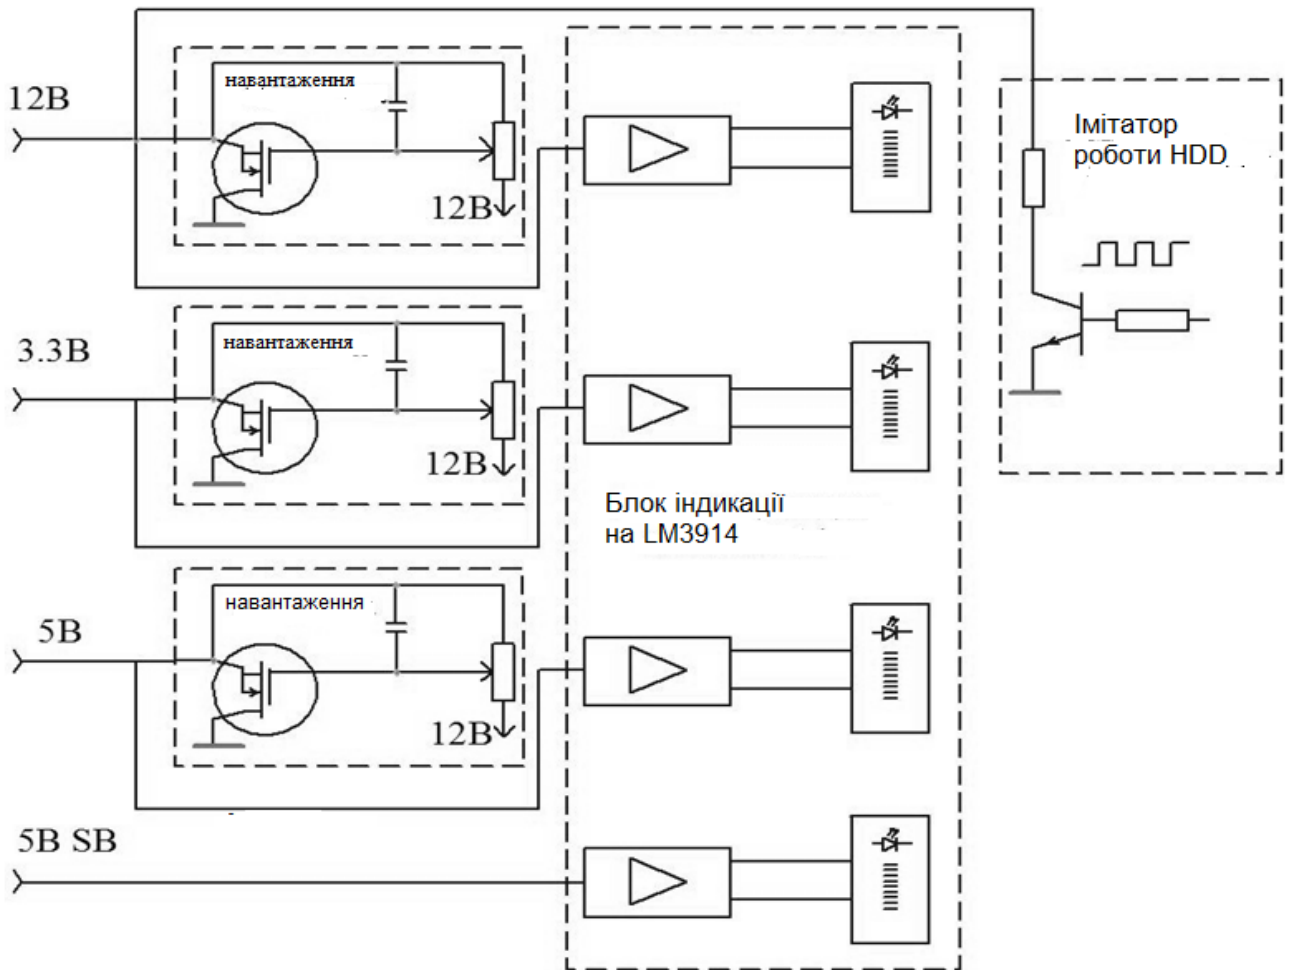 12В
навантаження
12В
Імітатор
роботи HDD
3.3В
навантаження
12В
Блок індикації
на LM3914
5В
навантаження
12В
5В SB